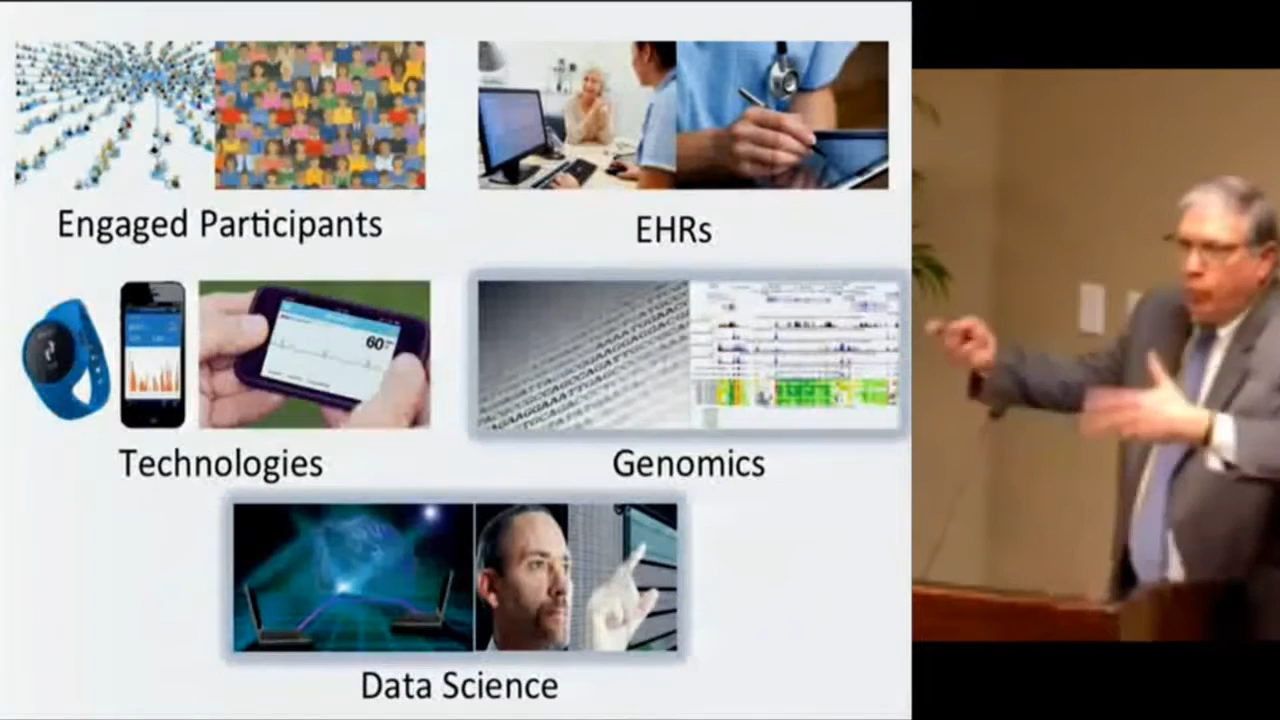 Engaged Participants
EHRs
60
Technologies
Genomics
Data Science